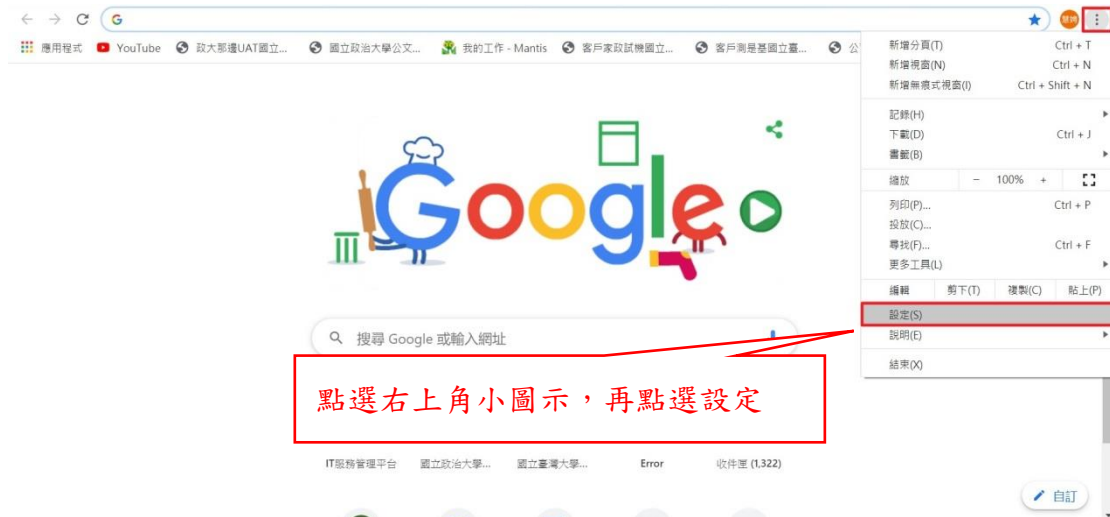 應用程式 YouTube 政大那邊UAT國立... 國立政治大學公文... 我的工作 - Mantis 客戶家政試機國立... 客戶測是基國立臺... 公
Google
搜尋 Google 或輸入網址
點選右上角小圖示，再點選設定
IT服務管理平台 國立政治大學... 國立臺灣大學... Error 收件匣 (1,322)
自訂
新增分頁(T) Ctrl + T
新增視窗(N) Ctrl + N
新增無痕式視窗(I) Ctrl + Shift + N
記錄(H)
下載(D) Ctrl + J
書籤(B)
縮放 - 100% +
列印(P)... Ctrl + P
投放(C)...
尋找(F)... Ctrl + F
更多工具(L)
編輯 剪下(T) 複製(C) 貼上(P)
設定(S)
說明(E)
結束(X)